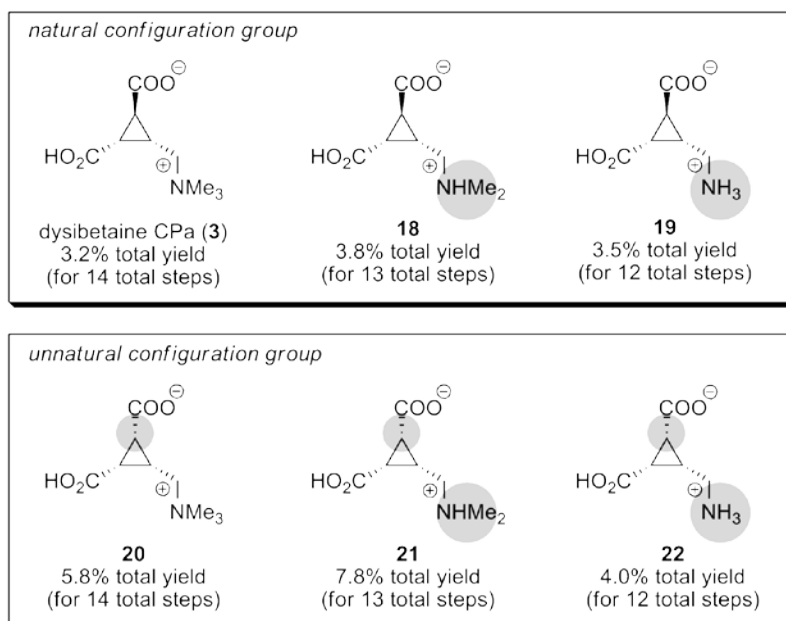 natural configuration group
COO⊖ COO⊖ COO⊖
HO₂C HO₂C HO₂C
⊕ ⊕ ⊕
NMe₃ NHMe₂ NH₃
dysibetaine CPa (3) 18 19
3.2% total yield 3.8% total yield 3.5% total yield
(for 14 total steps) (for 13 total steps) (for 12 total steps)
unnatural configuration group
COO⊖ COO⊖ COO⊖
HO₂C HO₂C HO₂C
⊕ ⊕ ⊕
NMe₃ NHMe₂ NH₃
20 21 22
5.8% total yield 7.8% total yield 4.0% total yield
(for 14 total steps) (for 13 total steps) (for 12 total steps)